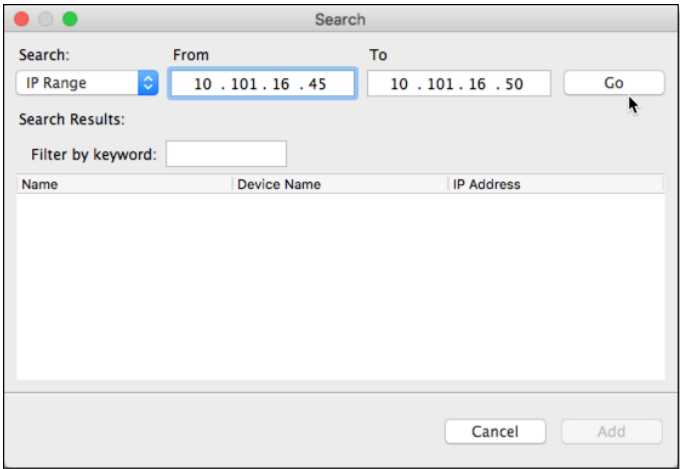 Search
Search: From To
IP Range 10 . 101 . 16 . 45 10 . 101 . 16 . 50 Go
Search Results:
Filter by keyword:
Name Device Name IP Address
Cancel Add